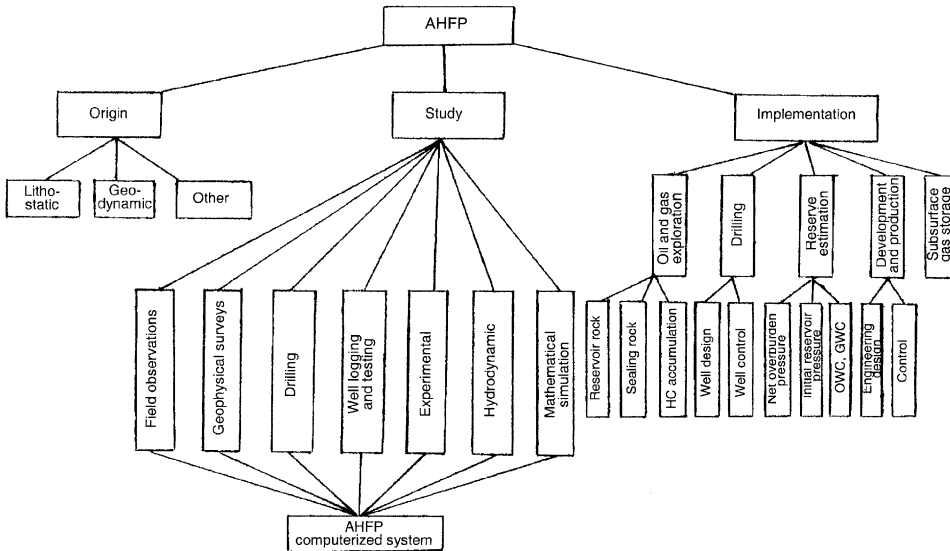 AHFP
Origin
Study
Implementation
Litho-
static
Geo-
dynamic
Other
Oil and gas
exploration
Drilling
Reserve
estimation
Development
and production
Subsurface
gas storage
Field observations
Geophysical surveys
Drilling
Well logging
and testing
Experimental
Hydrodynamic
Mathematical
simulation
Reservoir rock
Sealing rock
HC accumulation
Well design
Well control
Net overburden
pressure
Initial reservoir
pressure
OWC, GWC
Engineering
design
Control
AHFP
computerized system